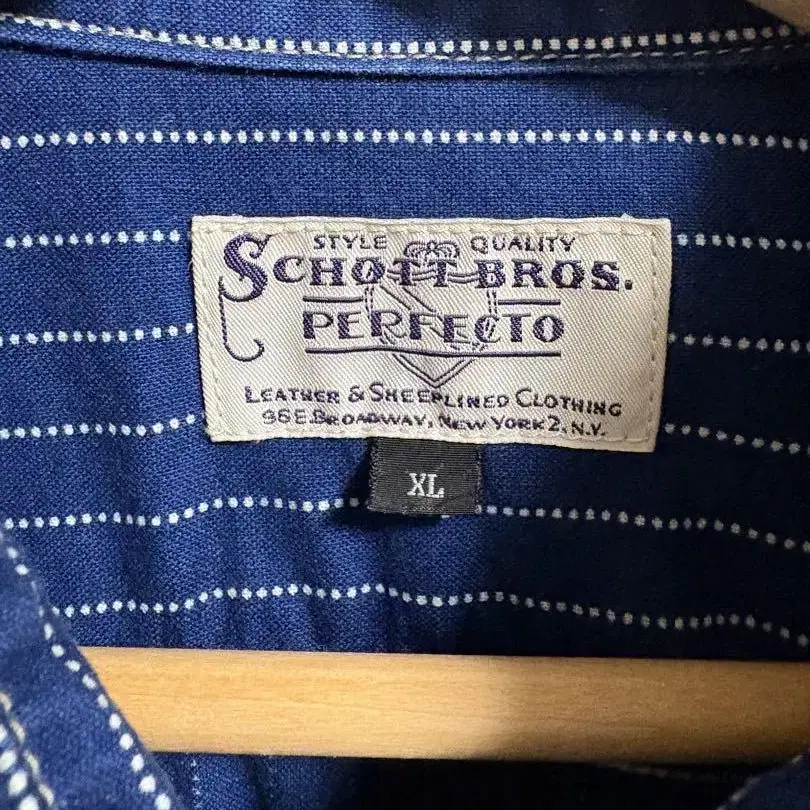 STYLE QUALITY
SCHOTT BROS.
PERFECTO
LEATHER & SHEEPLINED CLOTHING
96 E. BROADWAY, NEW YORK 2, N.Y.
XL